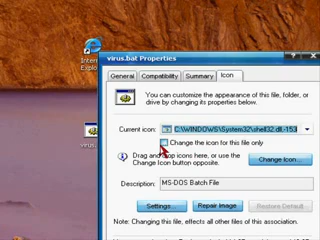 Intern
Explo
virus.bat Properties
General
Compatibility
Summary
Icon
You can customize the appearance of this file, folder, or
drive by changing its properties below.
Current icon:
C:\WINDOWS\System32\shell32.dll,-153
Change the icon for this file only
Drag and drop icons here, or use the
Change Icon button opposite.
Change Icon...
Description:
MS-DOS Batch File
Settings...
Repair Image
Restore Default
Note: Changing this file, effects all other files of this association.
virus.